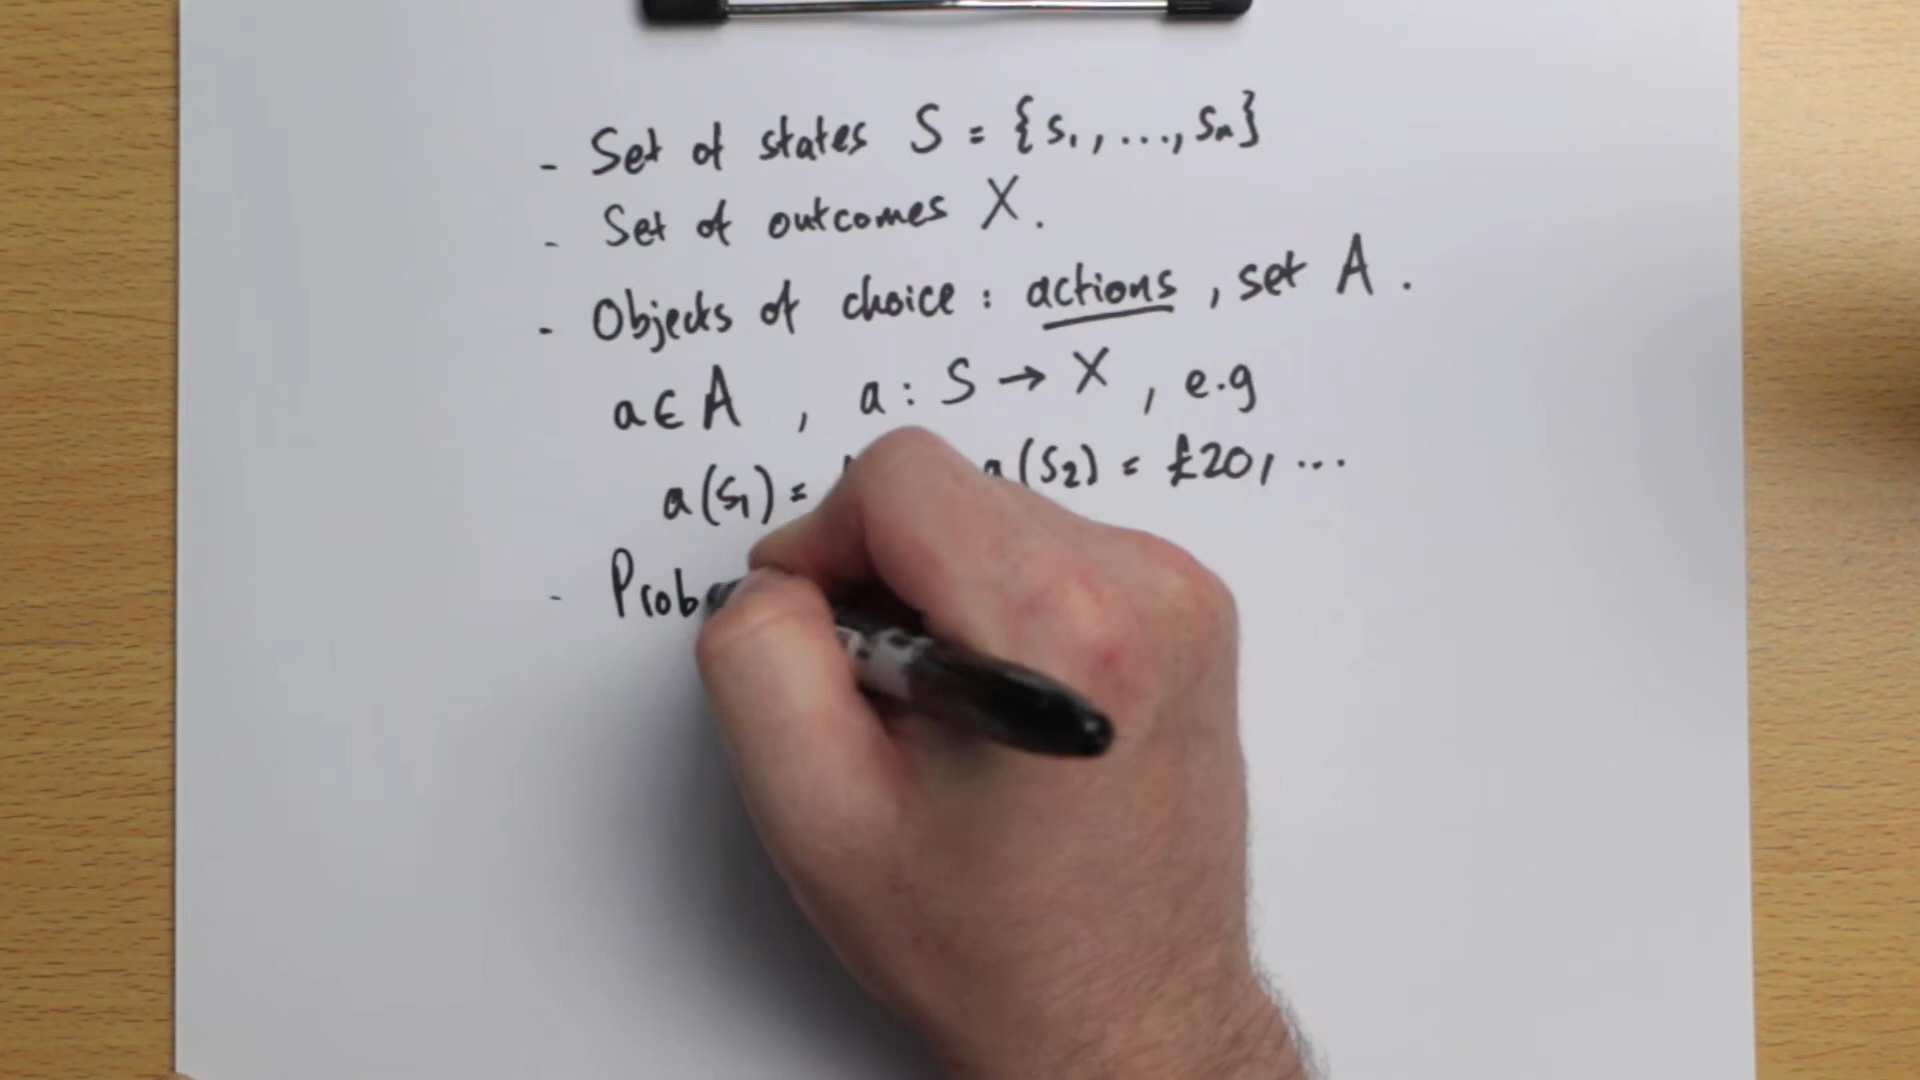 - Set of states S = {s₁, ..., sₙ}
- Set of outcomes X.
- Objects of choice : actions, set A.
a ∈ A , a : S → X , e.g
a(s₁) = a(s₂) = £20, ...
- Prob